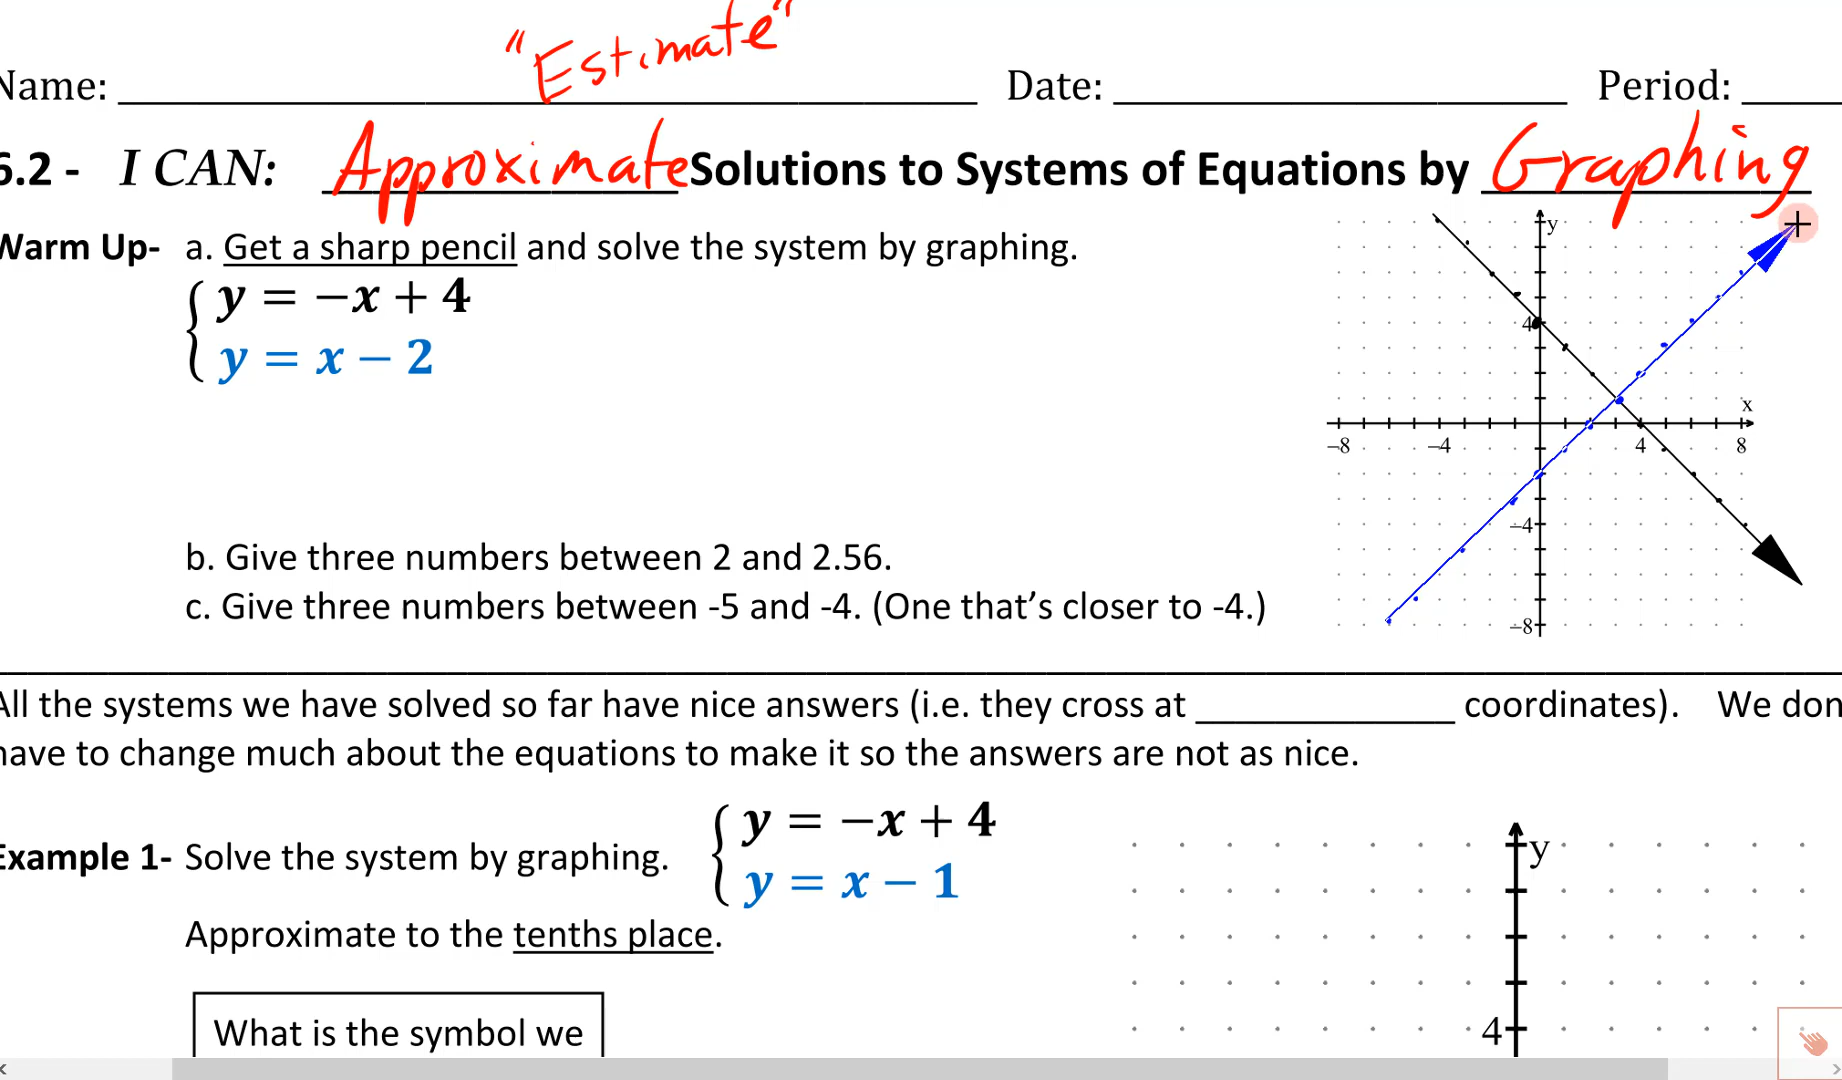 "Estimate"
Name: Date: Period:
6.2 - I CAN: Approximate Solutions to Systems of Equations by Graphing
Warm Up- a. Get a sharp pencil and solve the system by graphing.
y = −x + 4
y = x − 2
y
4
x
−8 −4 4 8
−4
−8
b. Give three numbers between 2 and 2.56.
c. Give three numbers between -5 and -4. (One that's closer to -4.)
All the systems we have solved so far have nice answers (i.e. they cross at ____________ coordinates). We don
have to change much about the equations to make it so the answers are not as nice.
Example 1- Solve the system by graphing.
y = −x + 4
y = x − 1
Approximate to the tenths place.
What is the symbol we
y
4